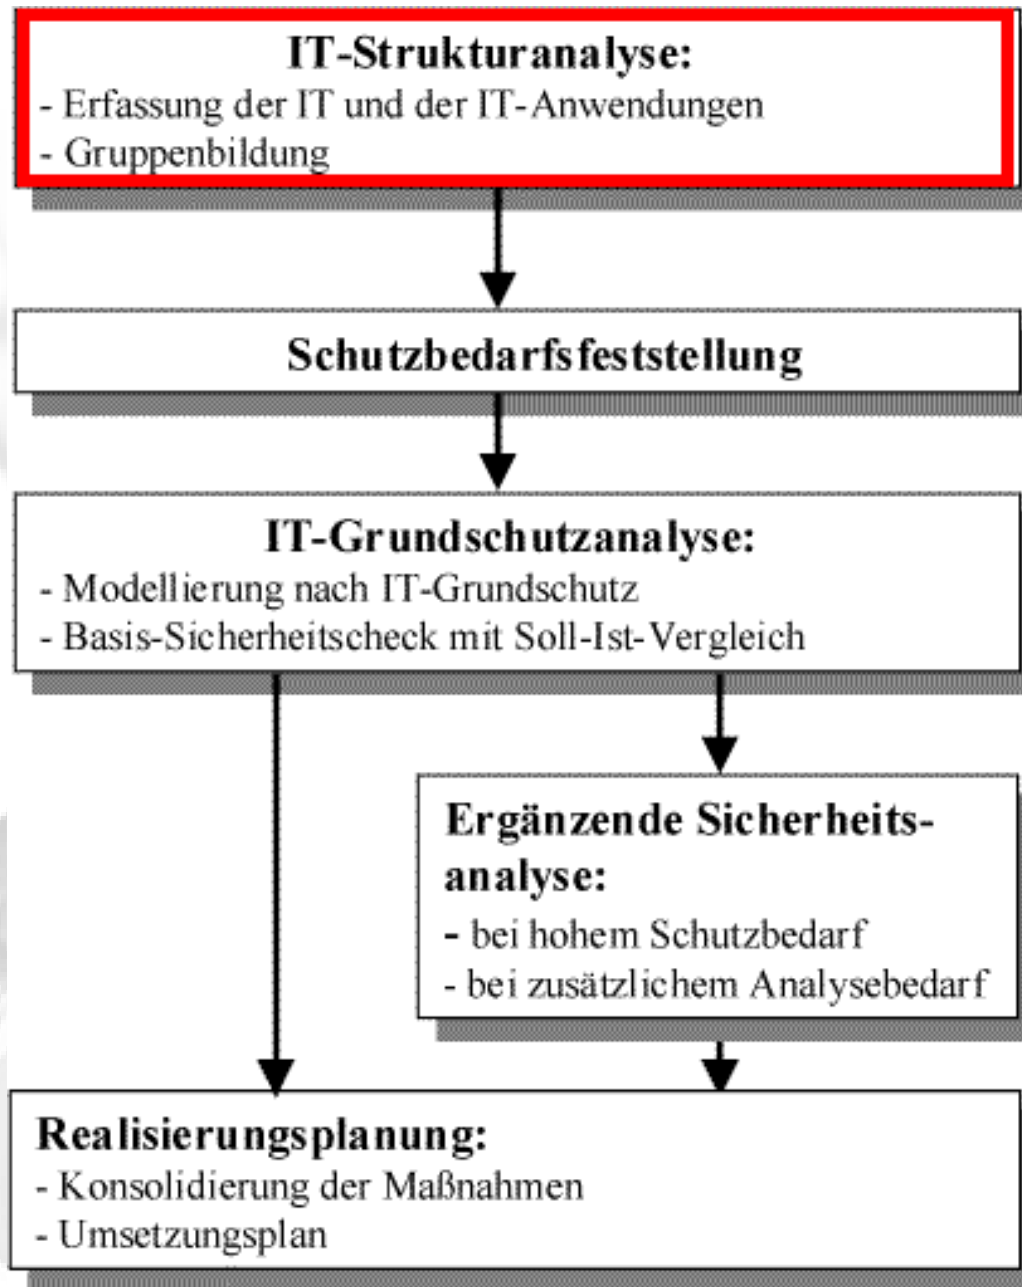 IT-Strukturanalyse:
- Erfassung der IT und der IT-Anwendungen
- Gruppenbildung
Schutzbedarfsfeststellung
IT-Grundschutzanalyse:
- Modellierung nach IT-Grundschutz
- Basis-Sicherheitscheck mit Soll-Ist-Vergleich
Ergänzende Sicherheits-
analyse:
- bei hohem Schutzbedarf
- bei zusätzlichem Analysebedarf
Realisierungsplanung:
- Konsolidierung der Maßnahmen
- Umsetzungsplan